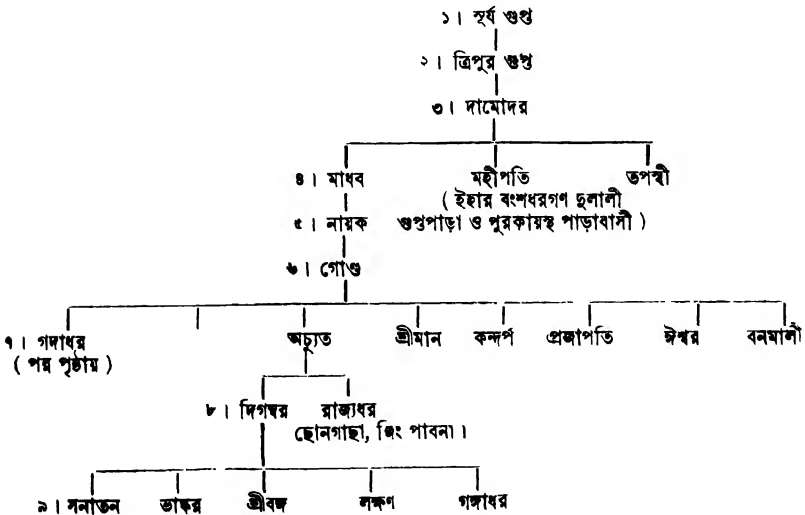 ১। সূর্য গুপ্ত
২। ত্রিপুর গুপ্ত
৩। দামোদর
৪। মাধব মহীপতি তপস্বী
( ইহার বংশধরগণ দুলালী
৫। নায়ক গুপ্তপাড়া ও পুরকায়স্থ পাড়াবাসী )
৬। গোণ্ড
৭। গদাধর অচ্যুত শ্রীমান কন্দর্প প্রজাপতি ঈশ্বর বনমালী
( পর পৃষ্ঠায় )
৮। দিগম্বর রাজ্যধর
ছোনগাছা, জিং পাবনা।
৯। সনাতন ভাস্কর শ্রীবৎস লক্ষণ গঙ্গাধর